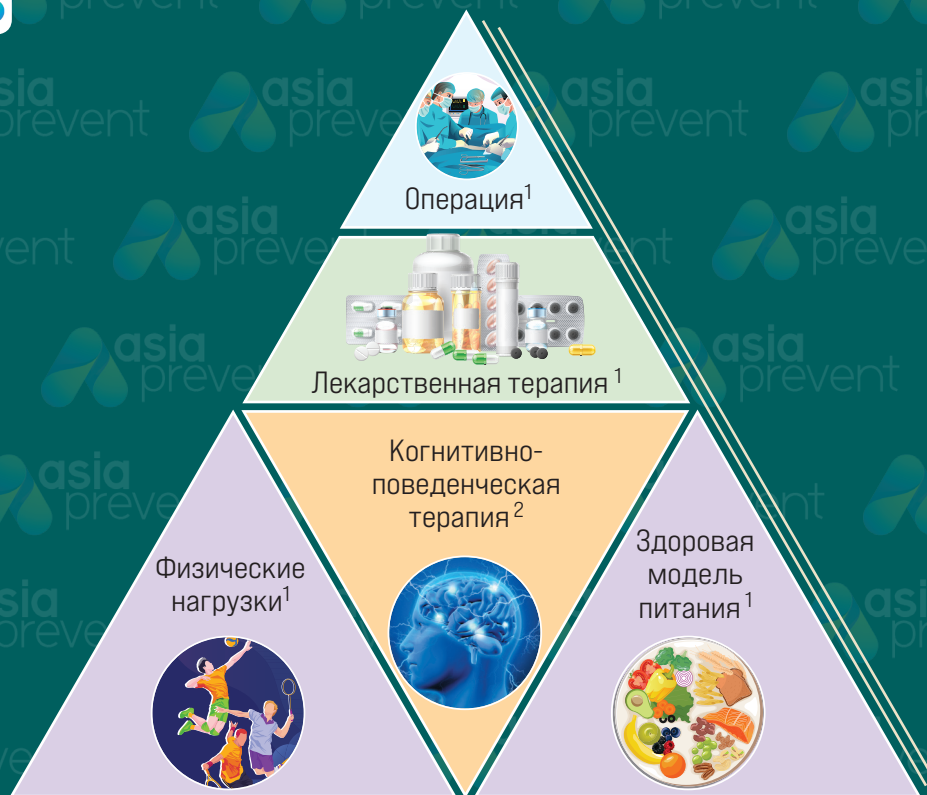 Операция¹
Лекарственная терапия ¹
Когнитивно-
поведенческая
терапия ²
Физические
нагрузки¹
Здоровая
модель
питания ¹
asia
prevent